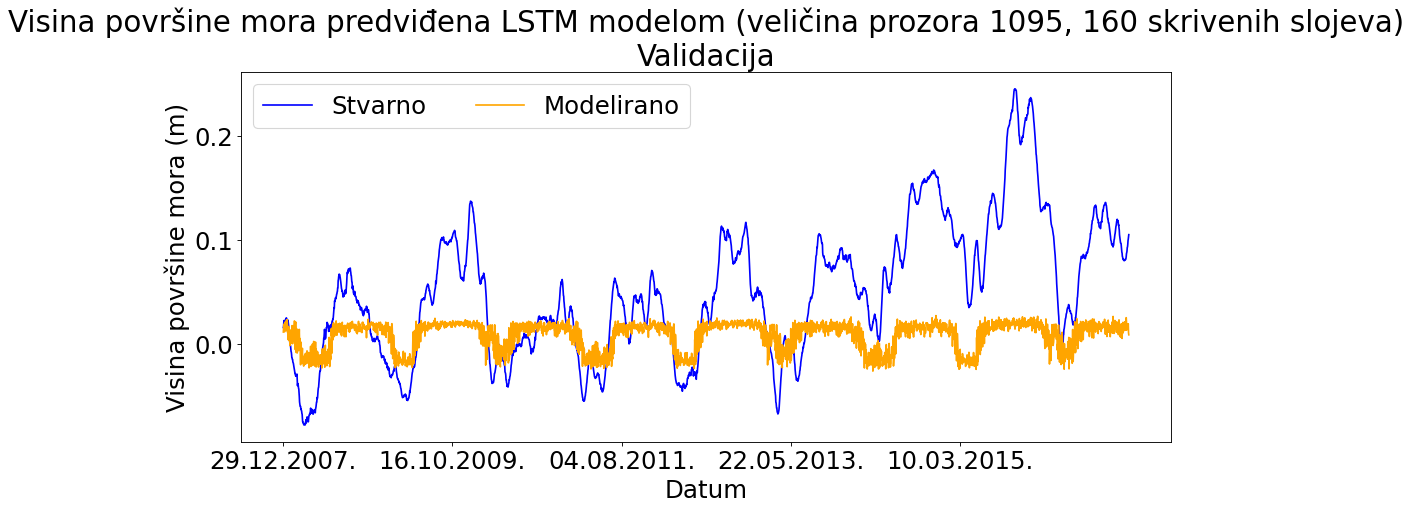 Visina površine mora predviđena LSTM modelom (veličina prozora 1095, 160 skrivenih slojeva)
Validacija
Stvarno
Modelirano
Visina površine mora (m)
0.2
0.1
0.0
29.12.2007.
16.10.2009.
04.08.2011.
22.05.2013.
10.03.2015.
Datum